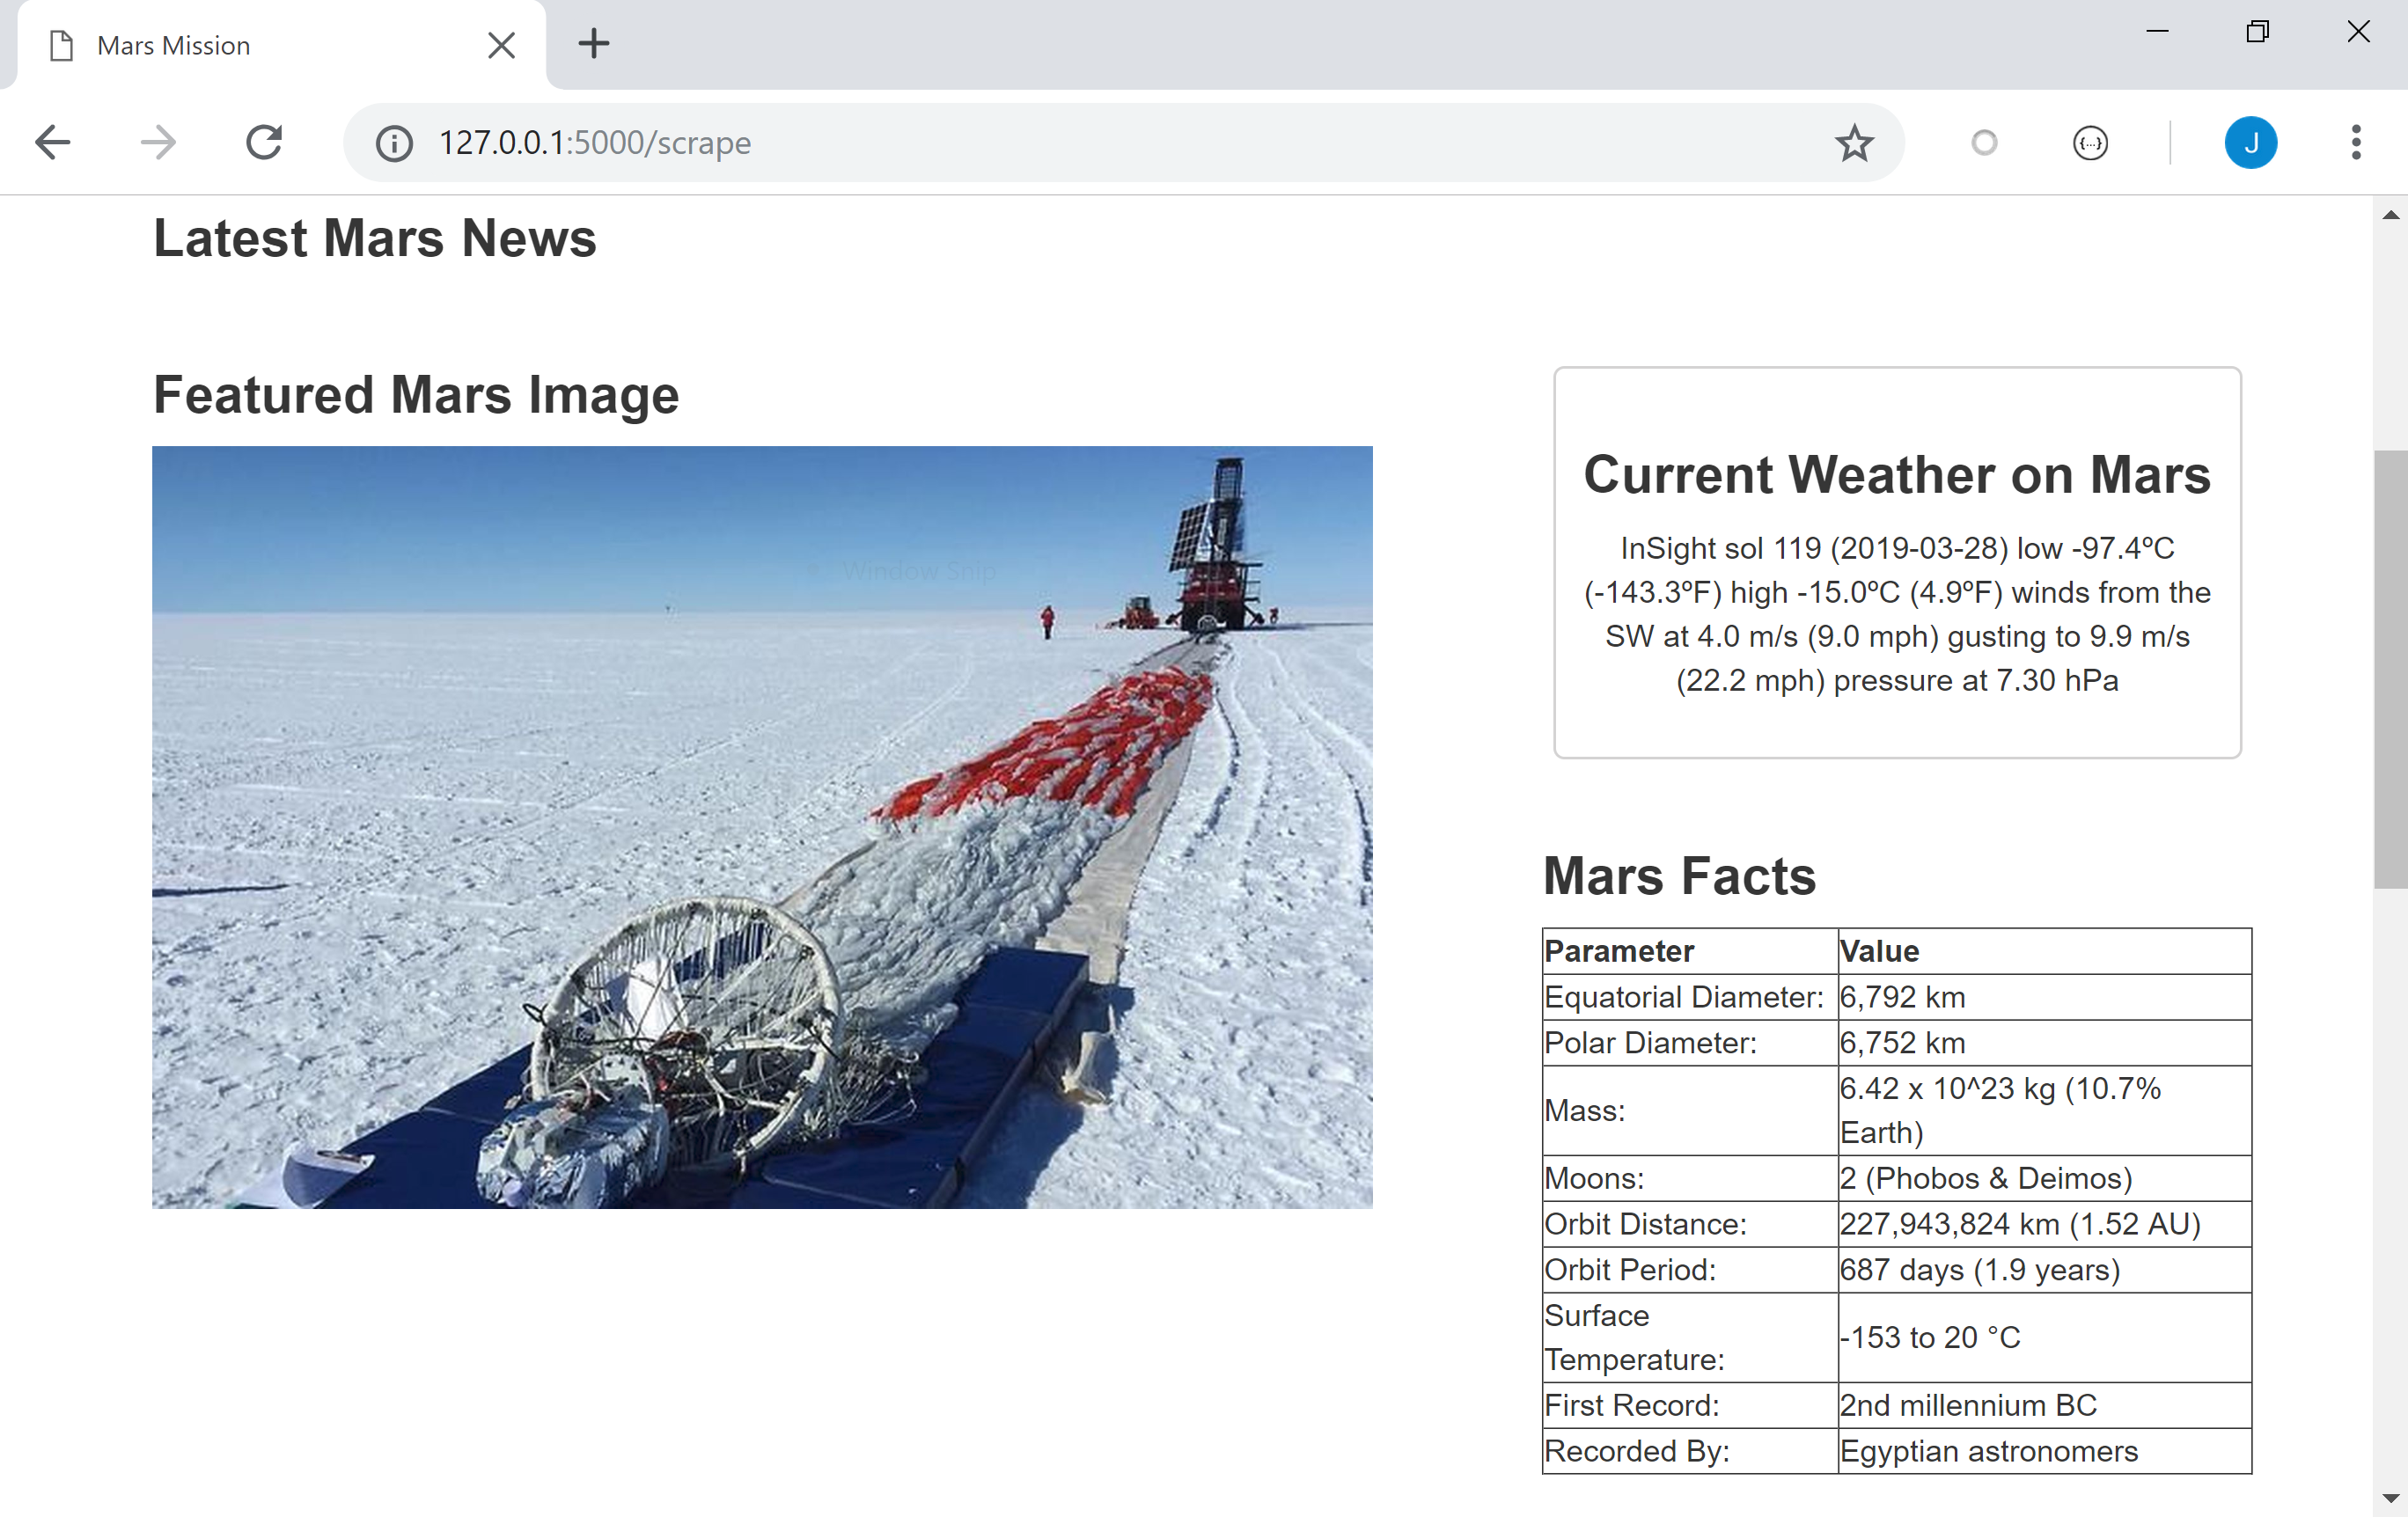 Mars Mission
127.0.0.1:5000/scrape
{...}
J
Latest Mars News
Featured Mars Image
Window Snip
Current Weather on Mars
InSight sol 119 (2019-03-28) low -97.4ºC
(-143.3ºF) high -15.0ºC (4.9ºF) winds from the
SW at 4.0 m/s (9.0 mph) gusting to 9.9 m/s
(22.2 mph) pressure at 7.30 hPa
Mars Facts
Parameter Value
Equatorial Diameter: 6,792 km
Polar Diameter: 6,752 km
Mass: 6.42 x 10^23 kg (10.7%
Earth)
Moons: 2 (Phobos & Deimos)
Orbit Distance: 227,943,824 km (1.52 AU)
Orbit Period: 687 days (1.9 years)
Surface
Temperature: -153 to 20 °C
First Record: 2nd millennium BC
Recorded By: Egyptian astronomers